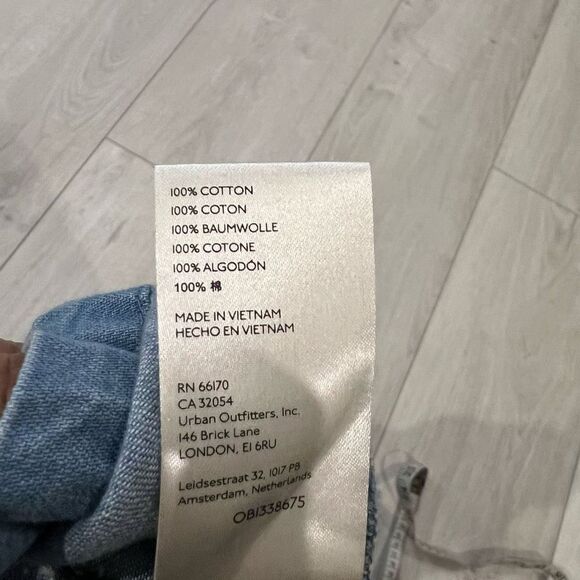 100% COTTON
100% COTON
100% BAUMWOLLE
100% COTONE
100% ALGODÓN
100% 棉
MADE IN VIETNAM
HECHO EN VIETNAM
RN 66170
CA 32054
Urban Outfitters, Inc.
146 Brick Lane
LONDON, E1 6RU
Leidsestraat 32, 1017 PB
Amsterdam, Netherlands
OB1338675